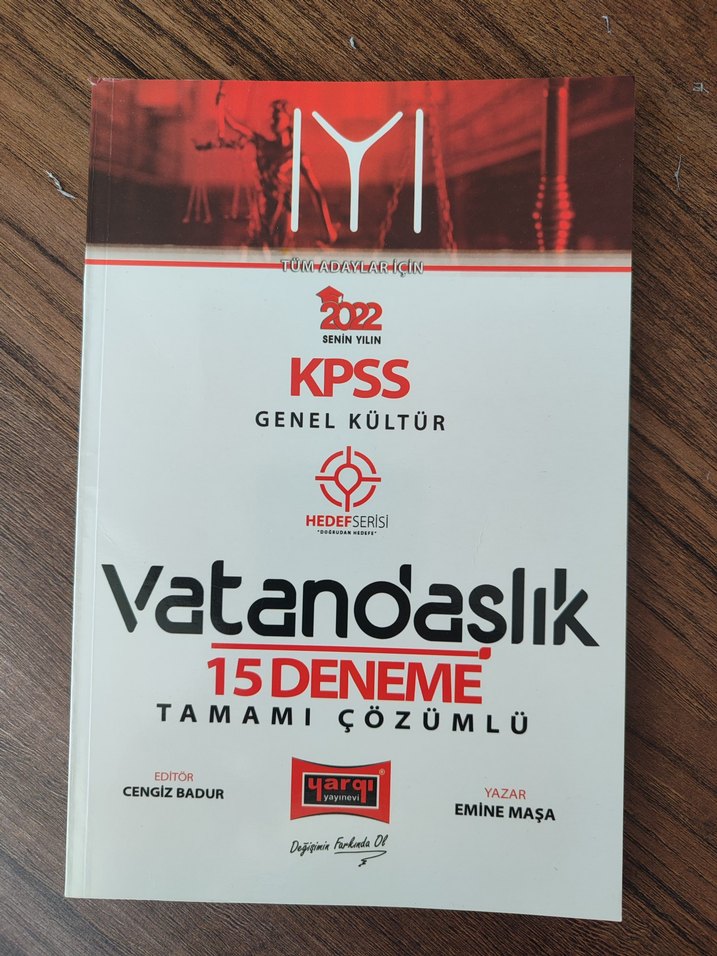 IYI
TÜM ADAYLAR İÇİN
2022
SENİN YILIN
KPSS
GENEL KÜLTÜR
HEDEFSERİSİ
"DOĞRUDAN HEDEFE"
Vatandaşlık
15 DENEME
TAMAMI ÇÖZÜMLÜ
EDİTÖR
CENGİZ BADUR
yargı
yayınevi
Değişimin Farkında Ol
YAZAR
EMİNE MAŞA